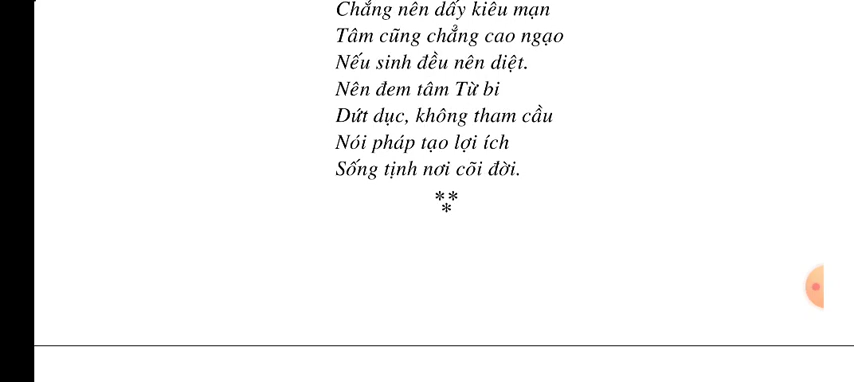 Chẳng nên dấy kiêu mạn
Tâm cũng chẳng cao ngạo
Nếu sinh đều nên diệt.
Nên đem tâm Từ bi
Dứt dục, không tham cầu
Nói pháp tạo lợi ích
Sống tịnh nơi cõi đời.
**
*